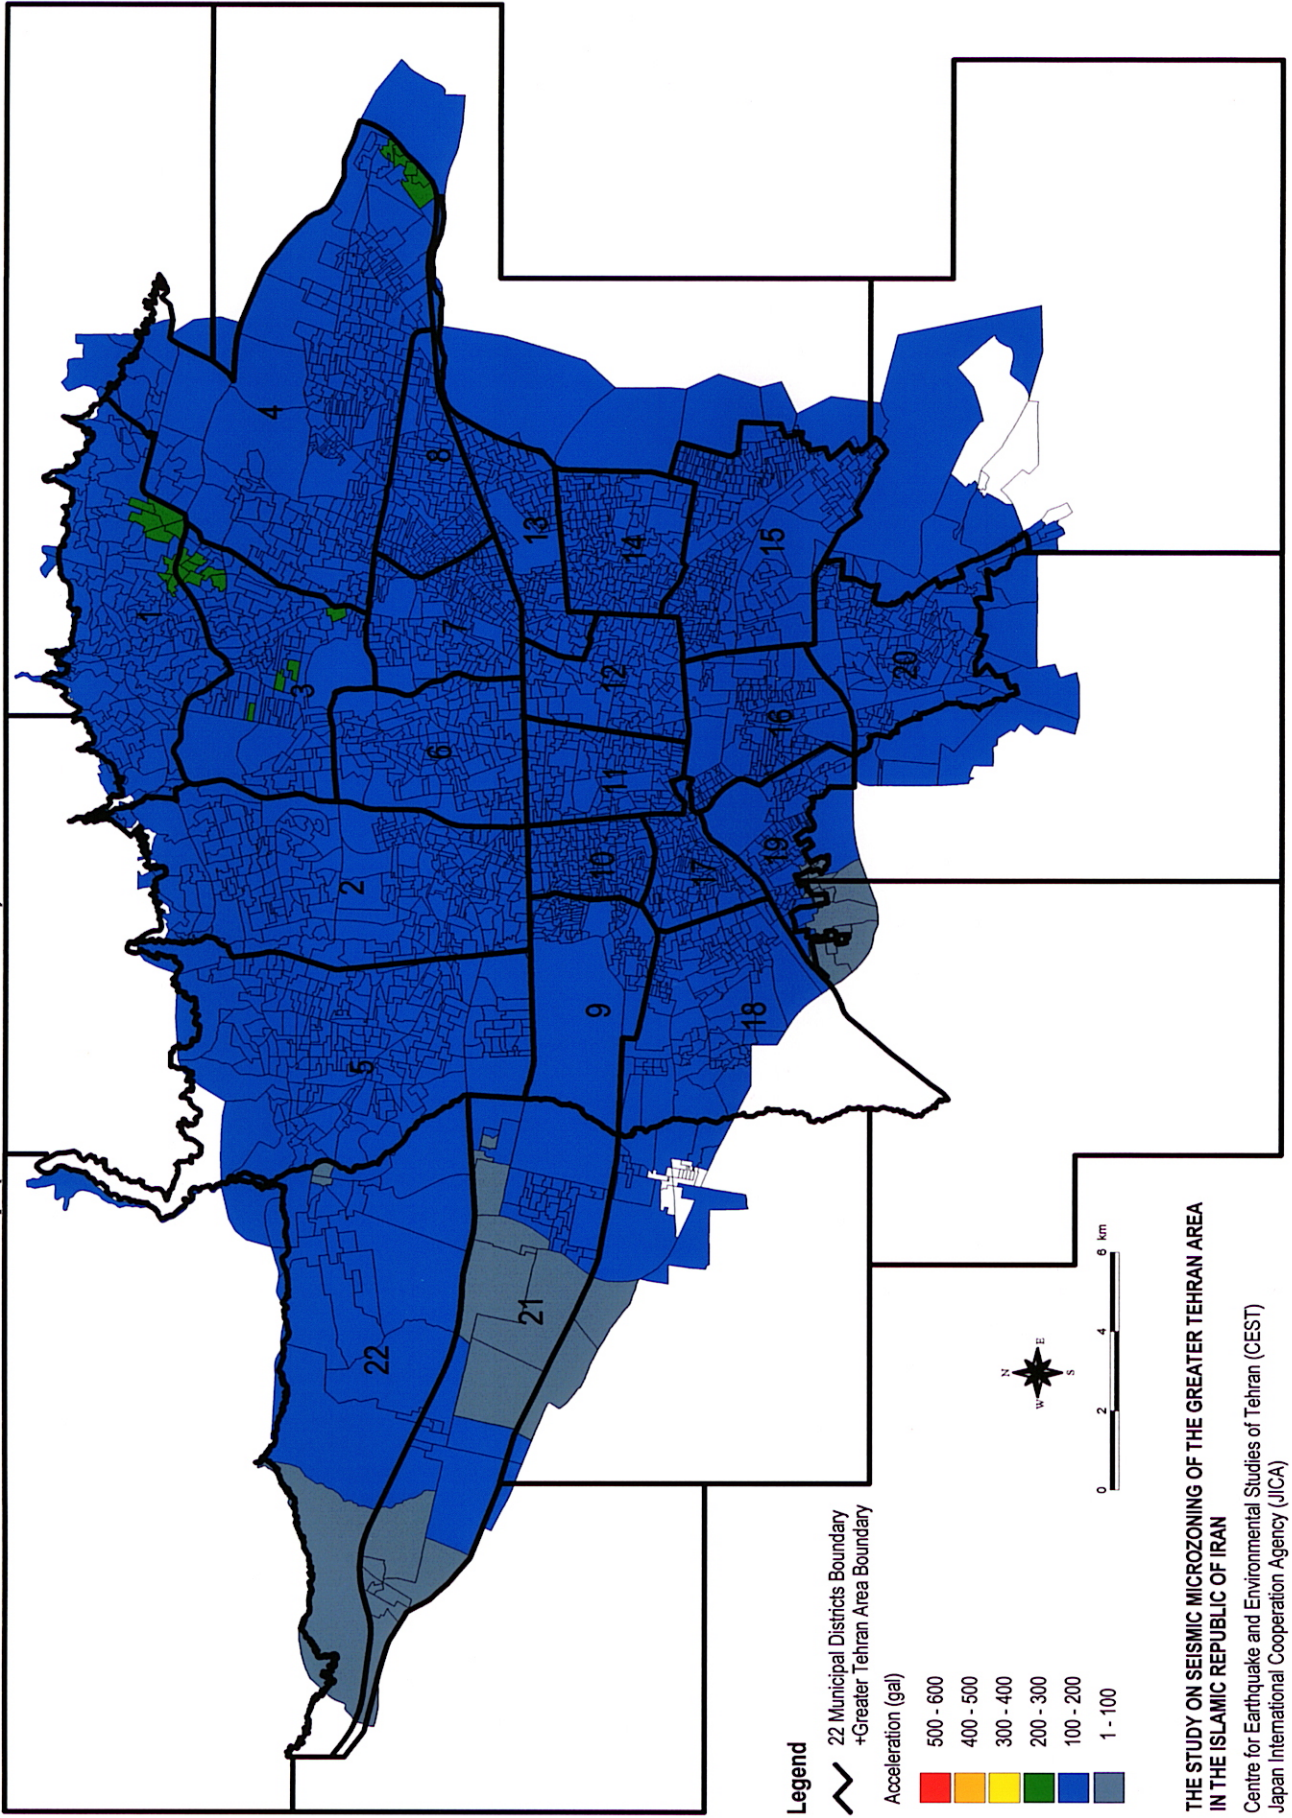 1
2
3
4
5
6
7
8
9
10
11
12
13
14
15
16
17
18
19
20
21
22
Legend
22 Municipal Districts Boundary
+Greater Tehran Area Boundary
Acceleration (gal)
500 - 600
400 - 500
300 - 400
200 - 300
100 - 200
1 - 100
N
W
E
S
0 2 4 6 km
THE STUDY ON SEISMIC MICROZONING OF THE GREATER TEHRAN AREA
IN THE ISLAMIC REPUBLIC OF IRAN
Centre for Earthquake and Environmental Studies of Tehran (CEST)
Japan International Cooperation Agency (JICA)